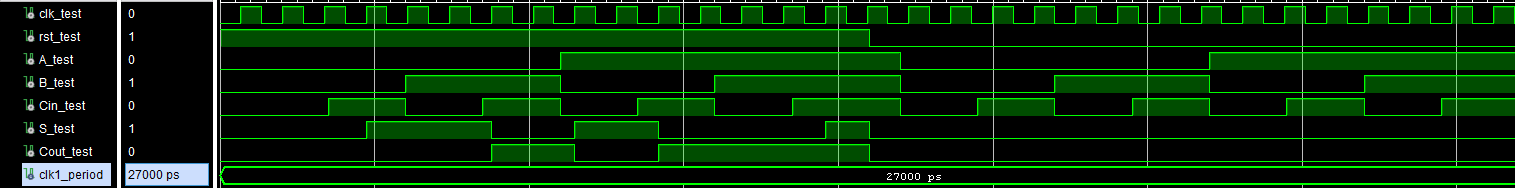 clk_test 0
rst_test 1
A_test 0
B_test 1
Cin_test 0
S_test 1
Cout_test 0
clk1_period 27000 ps 27000 ps